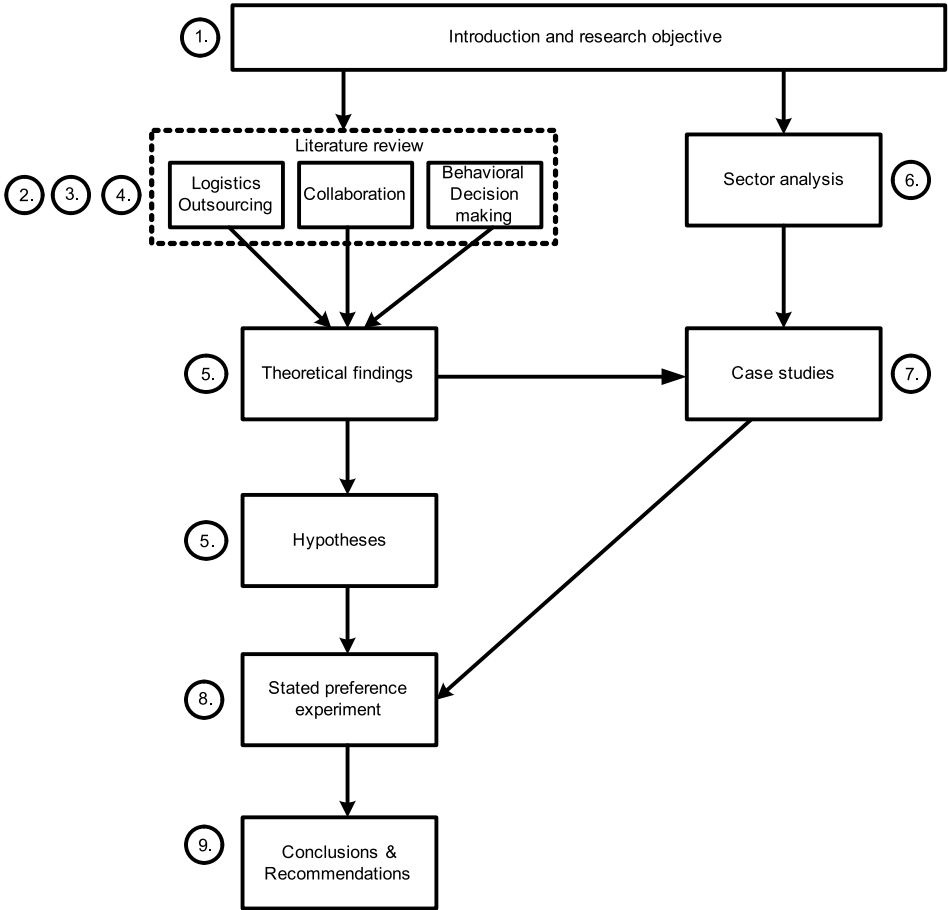 1.
Introduction and research objective
Literature review
2.
3.
4.
Logistics
Outsourcing
Collaboration
Behavioral
Decision
making
Sector analysis
6.
5.
Theoretical findings
Case studies
7.
5.
Hypotheses
8.
Stated preference
experiment
9.
Conclusions &
Recommendations